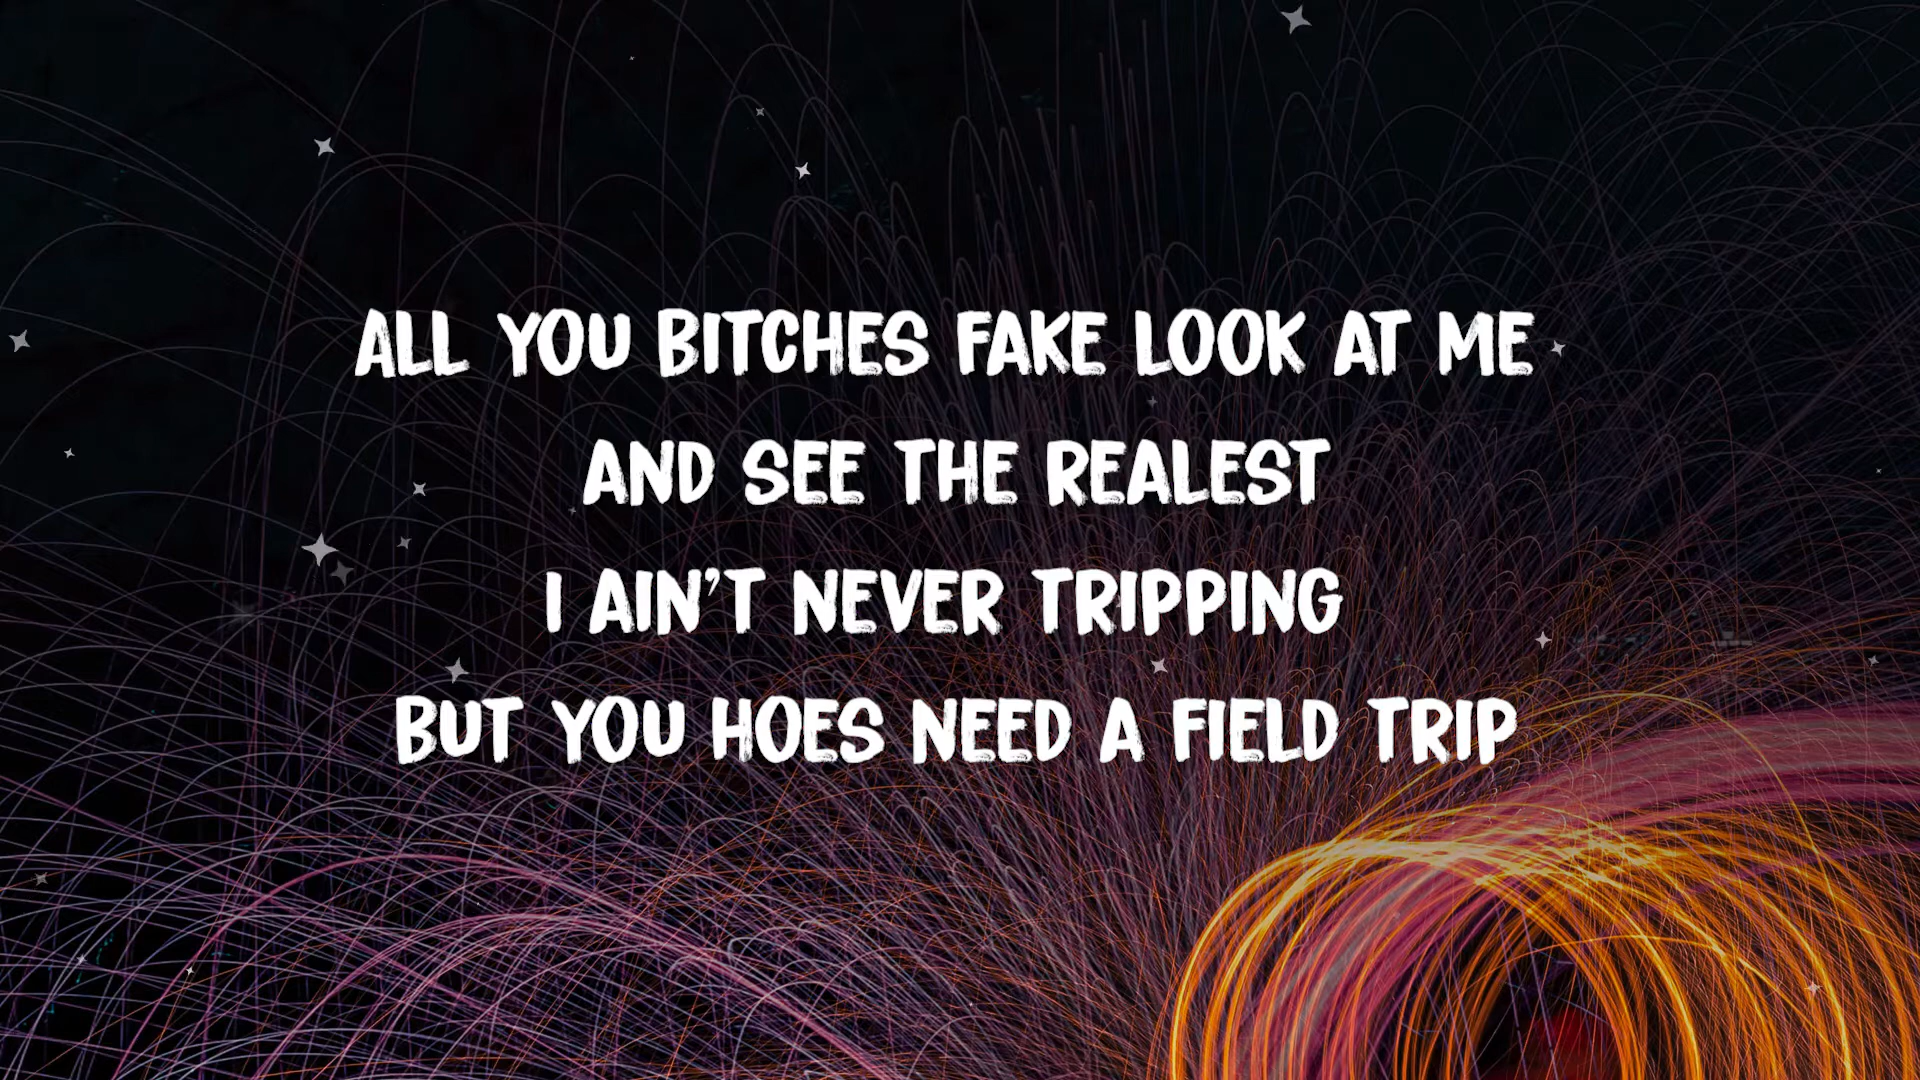 ALL YOU BITCHES FAKE LOOK AT ME
AND SEE THE REALEST
I AIN'T NEVER TRIPPING
BUT YOU HOES NEED A FIELD TRIP